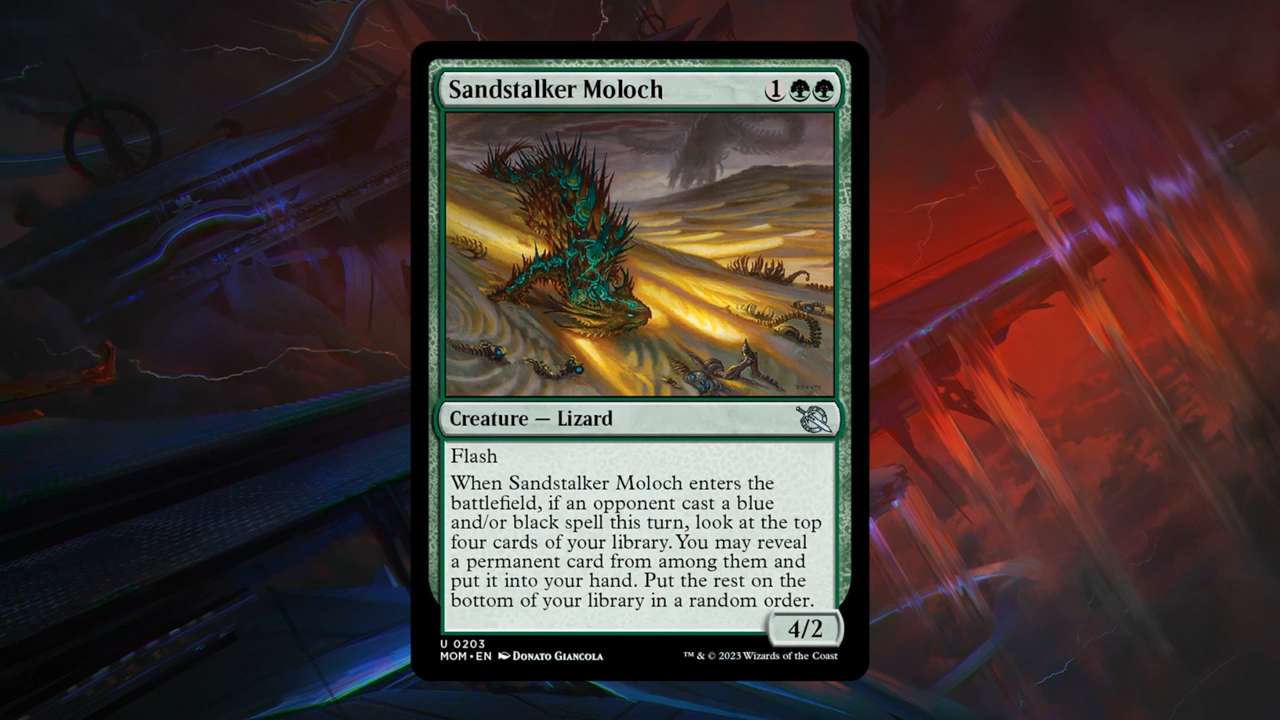 Sandstalker Moloch 1
Creature — Lizard
Flash
When Sandstalker Moloch enters the
battlefield, if an opponent cast a blue
and/or black spell this turn, look at the top
four cards of your library. You may reveal
a permanent card from among them and
put it into your hand. Put the rest on the
bottom of your library in a random order.
4/2
U 0203
MOM • EN Donato Giancola
™ & © 2023 Wizards of the Coast